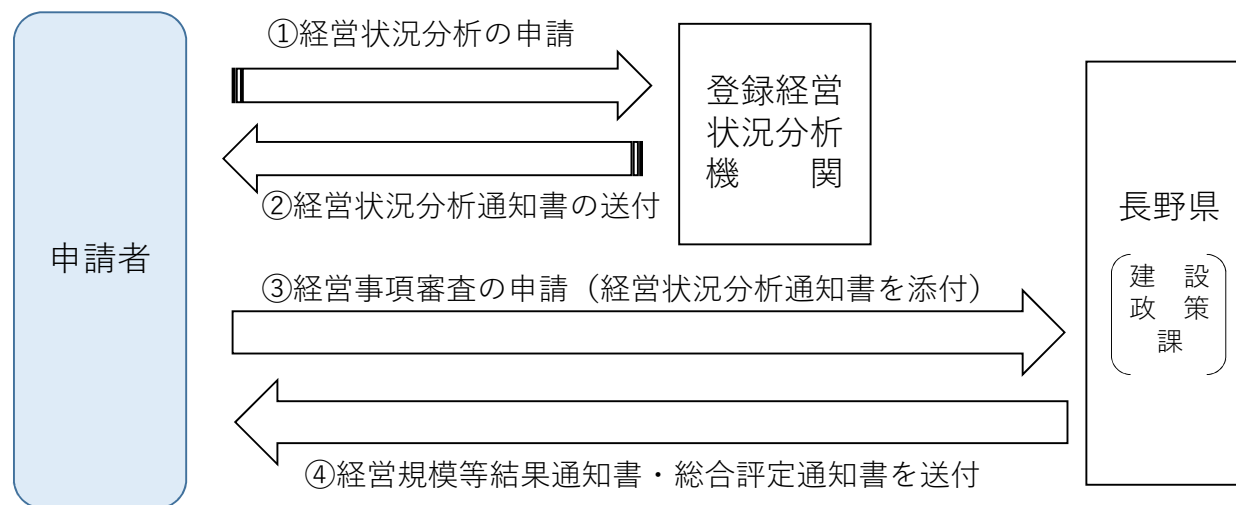 ①経営状況分析の申請
登録経営
状況分析
機　　関
②経営状況分析通知書の送付
申請者
長野県
③経営事項審査の申請（経営状況分析通知書を添付）
建　設
政　策
課
④経営規模等結果通知書・総合評定通知書を送付